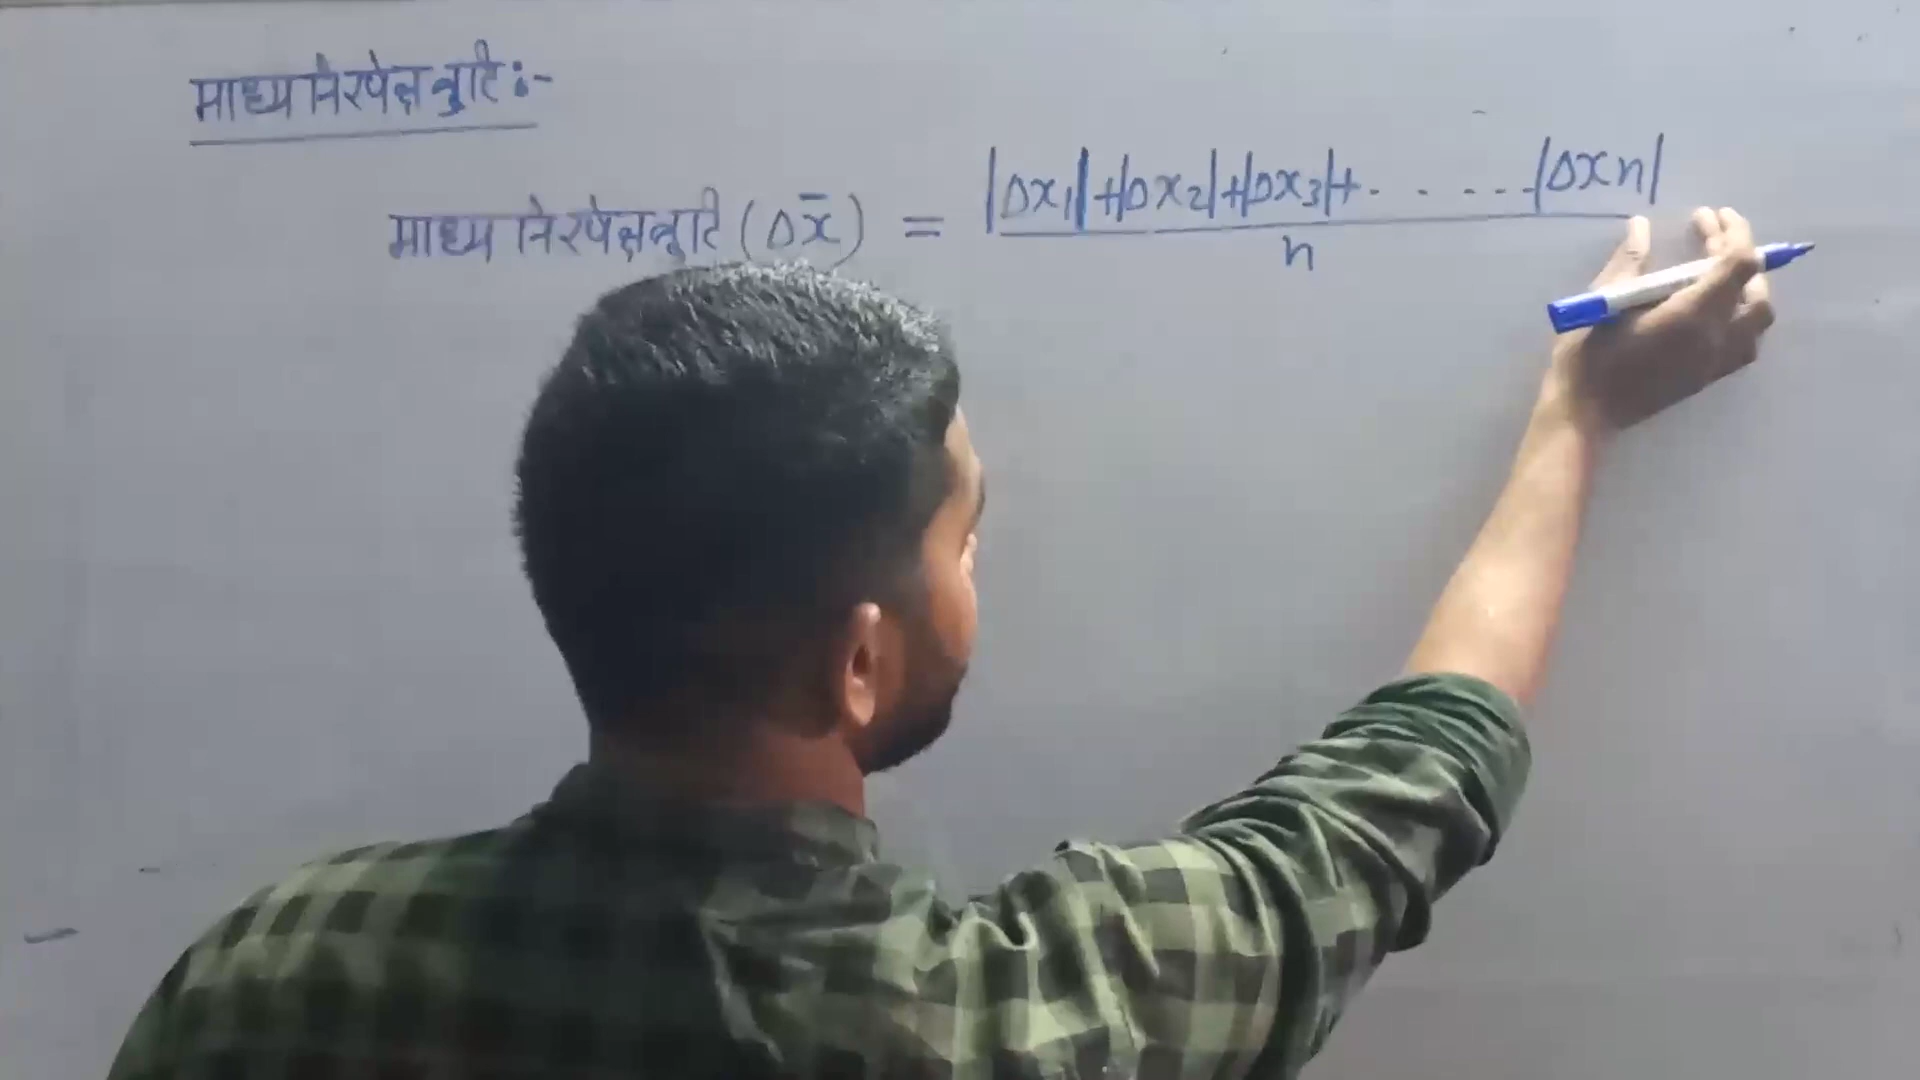 माध्य निरपेक्ष त्रुटि :-
माध्य निरपेक्ष त्रुटि (Δx̄) = |Δx₁| + |Δx₂| + |Δx₃| + . . . . . . |Δxn|
n